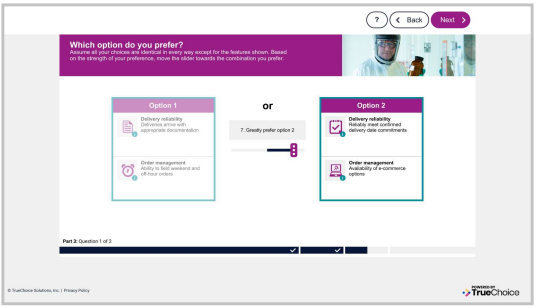 ?
Back
Next
Which option do you prefer?
Assume all your choices are identical in every way except for the features shown. Based
on the strength of your preference, move the slider towards the combination you prefer.
Option 1
Delivery reliability
Deliveries arrive with
appropriate documentation
Order management
Ability to field weekend and
off-hour orders
or
7. Greatly prefer option 2
Option 2
Delivery reliability
Reliably meet confirmed
delivery date commitments
Order management
Availability of e-commerce
options
Part 3: Question 1 of 2
© TrueChoice Solutions, Inc. | Privacy Policy
POWERED BY
TrueChoice